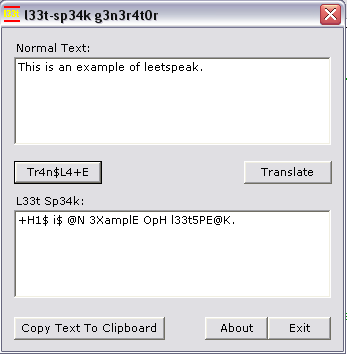 l33t-sp34k g3n3r4t0r
Normal Text:
This is an example of leetspeak.
Tr4n$L4+E
Translate
L33t Sp34k:
+H1$ i$ @N 3XamplE OpH l33t5PE@K.
Copy Text To Clipboard
About
Exit